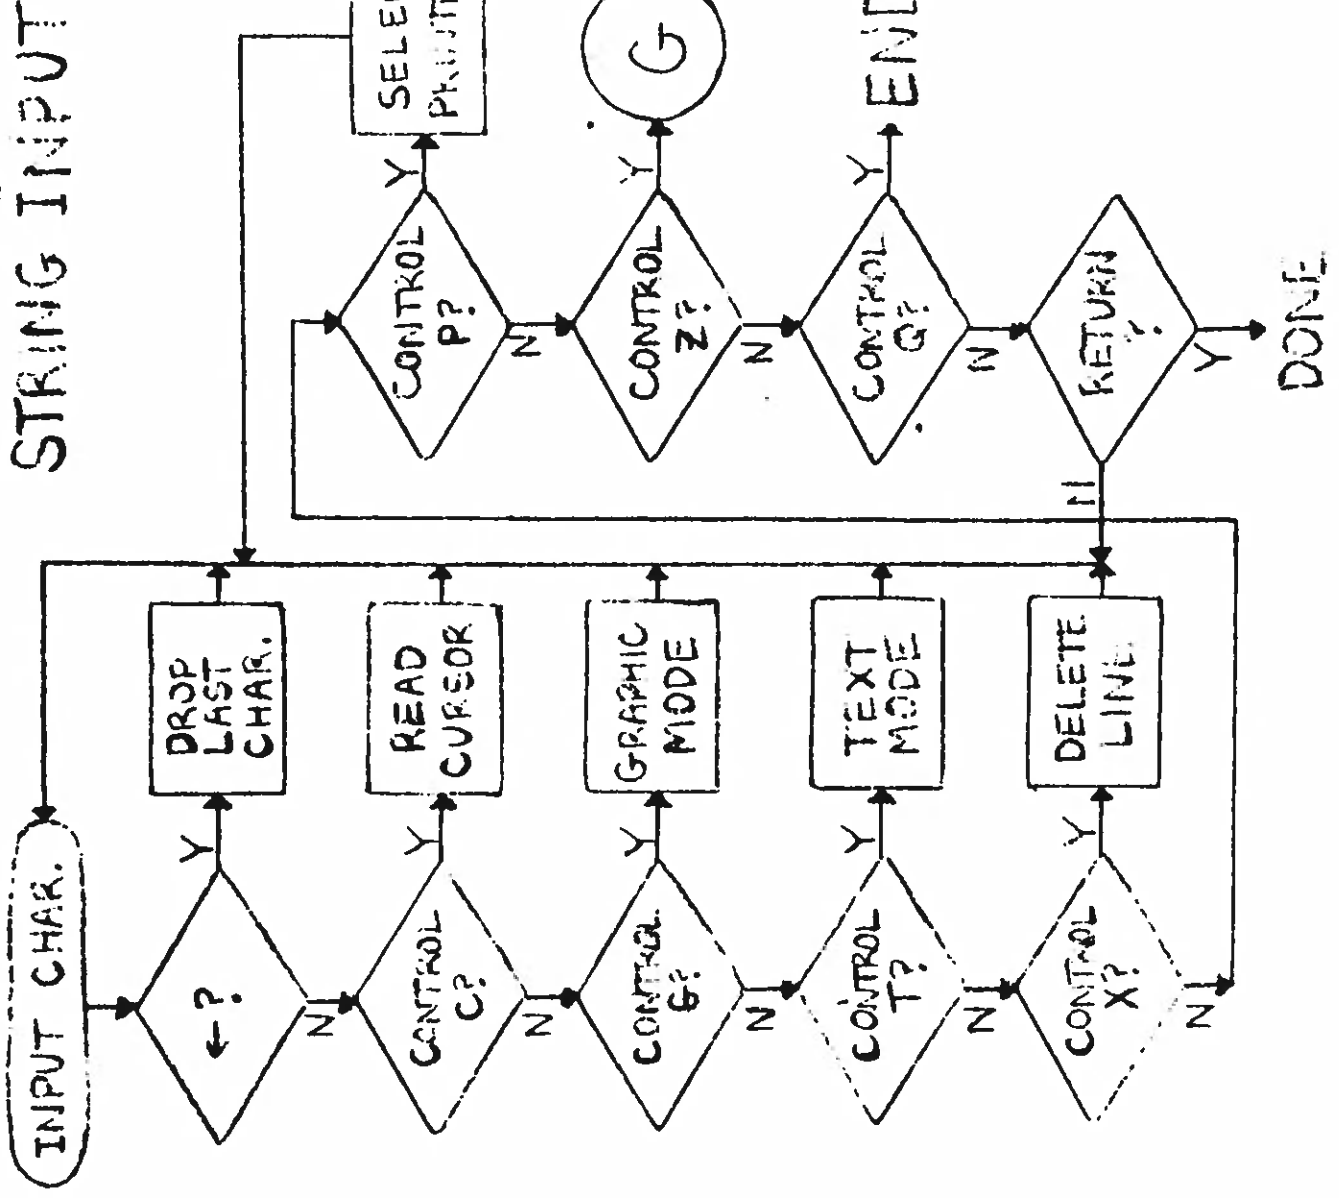 STRING INPUT
INPUT CHAR.
←?
Y
DROP
LAST
CHAR.
N
CONTROL
C?
Y
READ
CURSOR
N
CONTROL
G?
Y
GRAPHIC
MODE
N
CONTROL
T?
Y
TEXT
MODE
N
CONTROL
X?
Y
DELETE
LINE
N
CONTROL
P?
Y
N
CONTROL
Z?
Y
G
N
CONTROL
Q?
Y
END
N
RETURN
?
N
Y
DONE